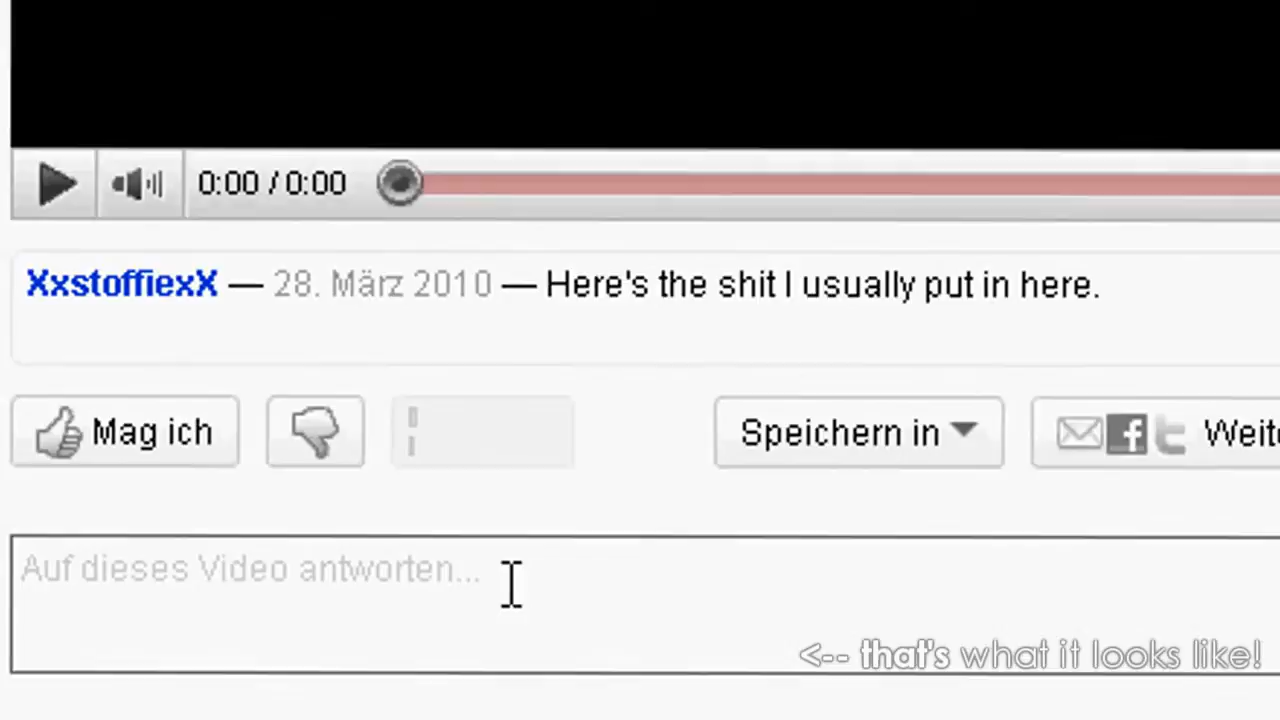 0:00 / 0:00
XxstoffiexX — 28. März 2010 — Here's the shit I usually put in here.
Mag ich
Speichern in
Weite
Auf dieses Video antworten...
<-- that's what it looks like!